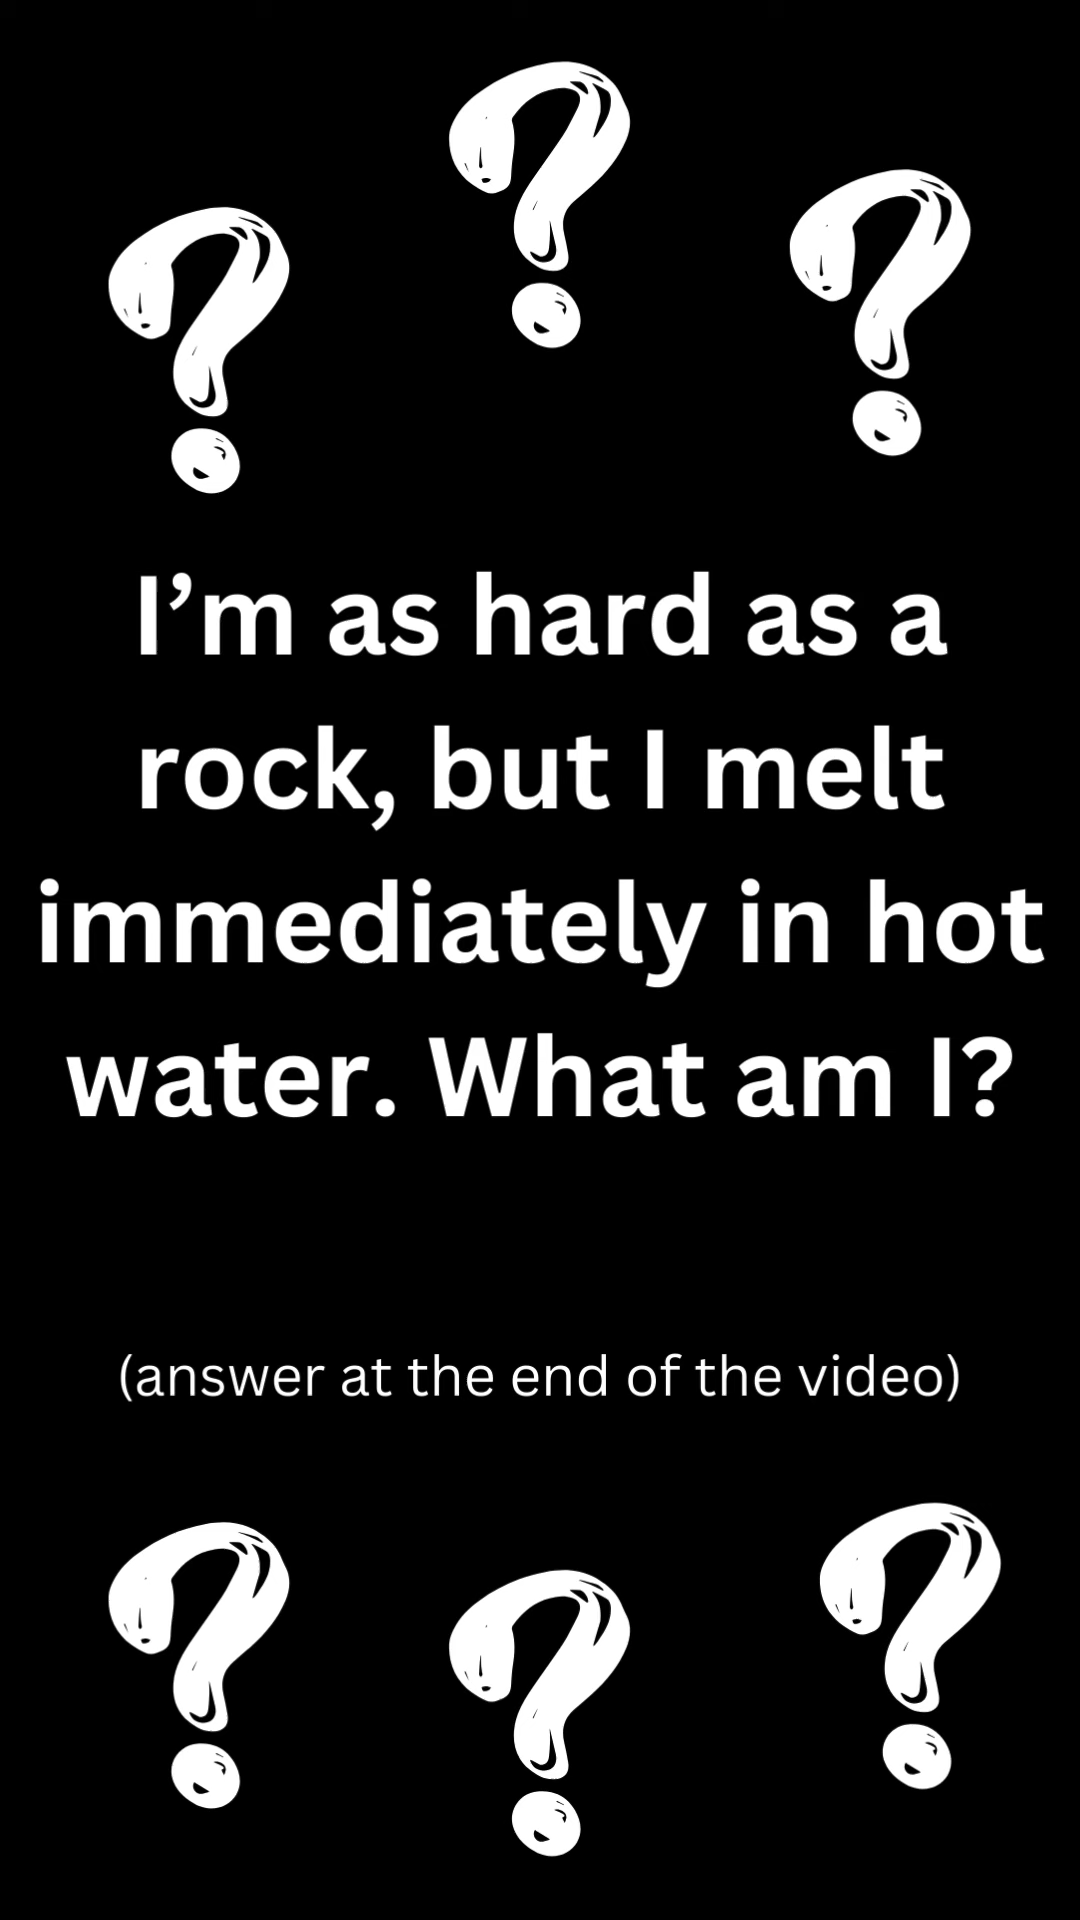 I’m as hard as a
rock, but I melt
immediately in hot
water. What am I?
(answer at the end of the video)